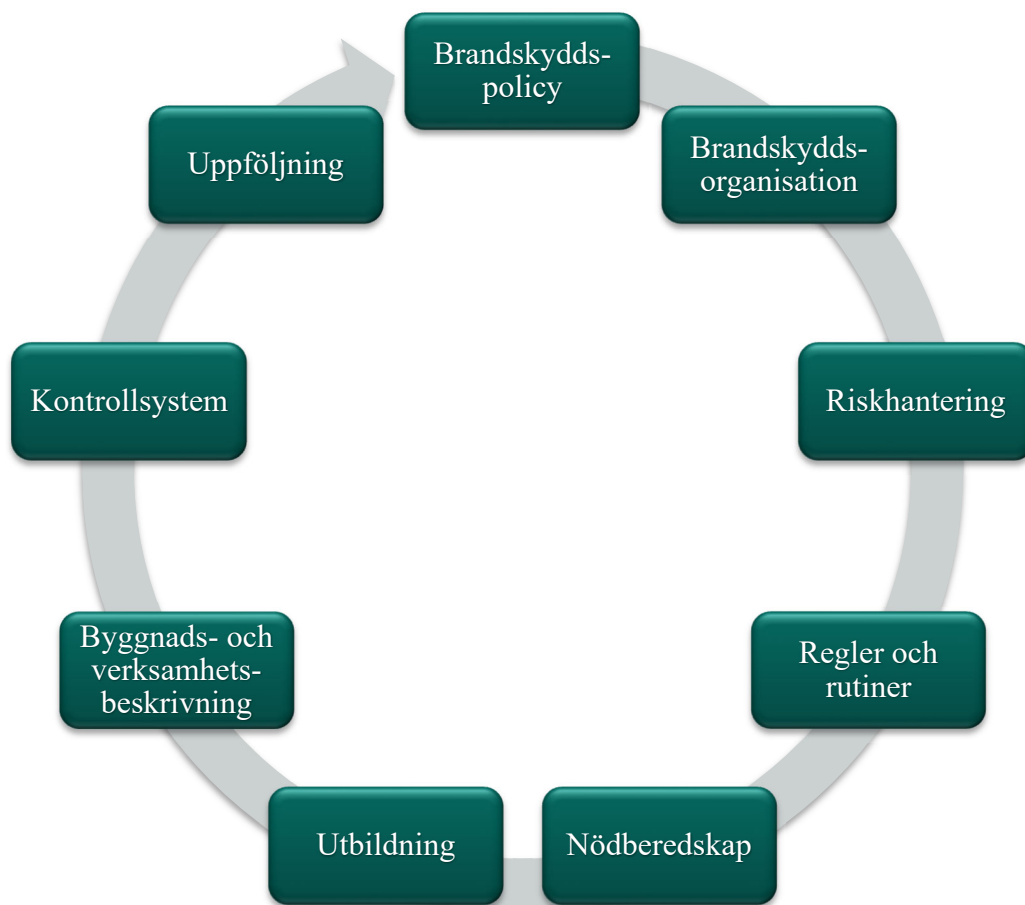 Brandskydds-
policy
Brandskydds-
organisation
Riskhantering
Regler och
rutiner
Nödberedskap
Utbildning
Byggnads- och
verksamhets-
beskrivning
Kontrollsystem
Uppföljning